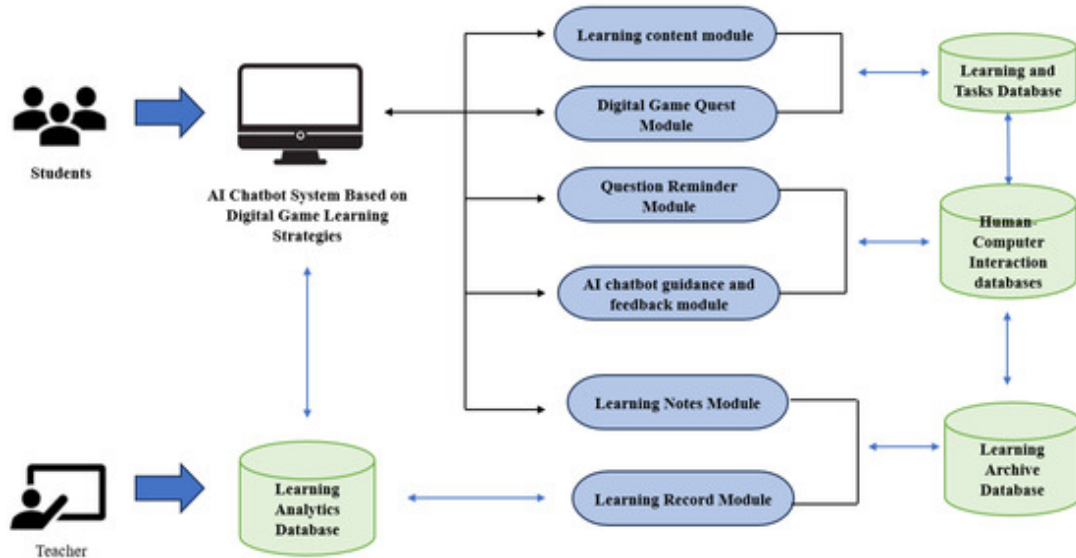 Students
AI Chatbot System Based on
Digital Game Learning
Strategies
Learning content module
Digital Game Quest
Module
Question Reminder
Module
AI chatbot guidance and
feedback module
Learning Notes Module
Learning Record Module
Learning and
Tasks Database
Human-
Computer
Interaction
databases
Learning
Archive
Database
Learning
Analytics
Database
Teacher